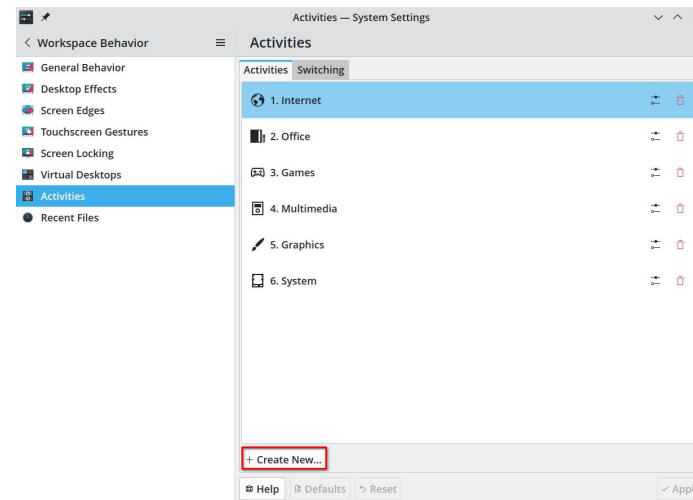 Activities — System Settings
Workspace Behavior
Activities
General Behavior
Desktop Effects
Screen Edges
Touchscreen Gestures
Screen Locking
Virtual Desktops
Activities
Recent Files
Activities Switching
1. Internet
2. Office
3. Games
4. Multimedia
5. Graphics
6. System
+ Create New...
Help Defaults Reset
Appl